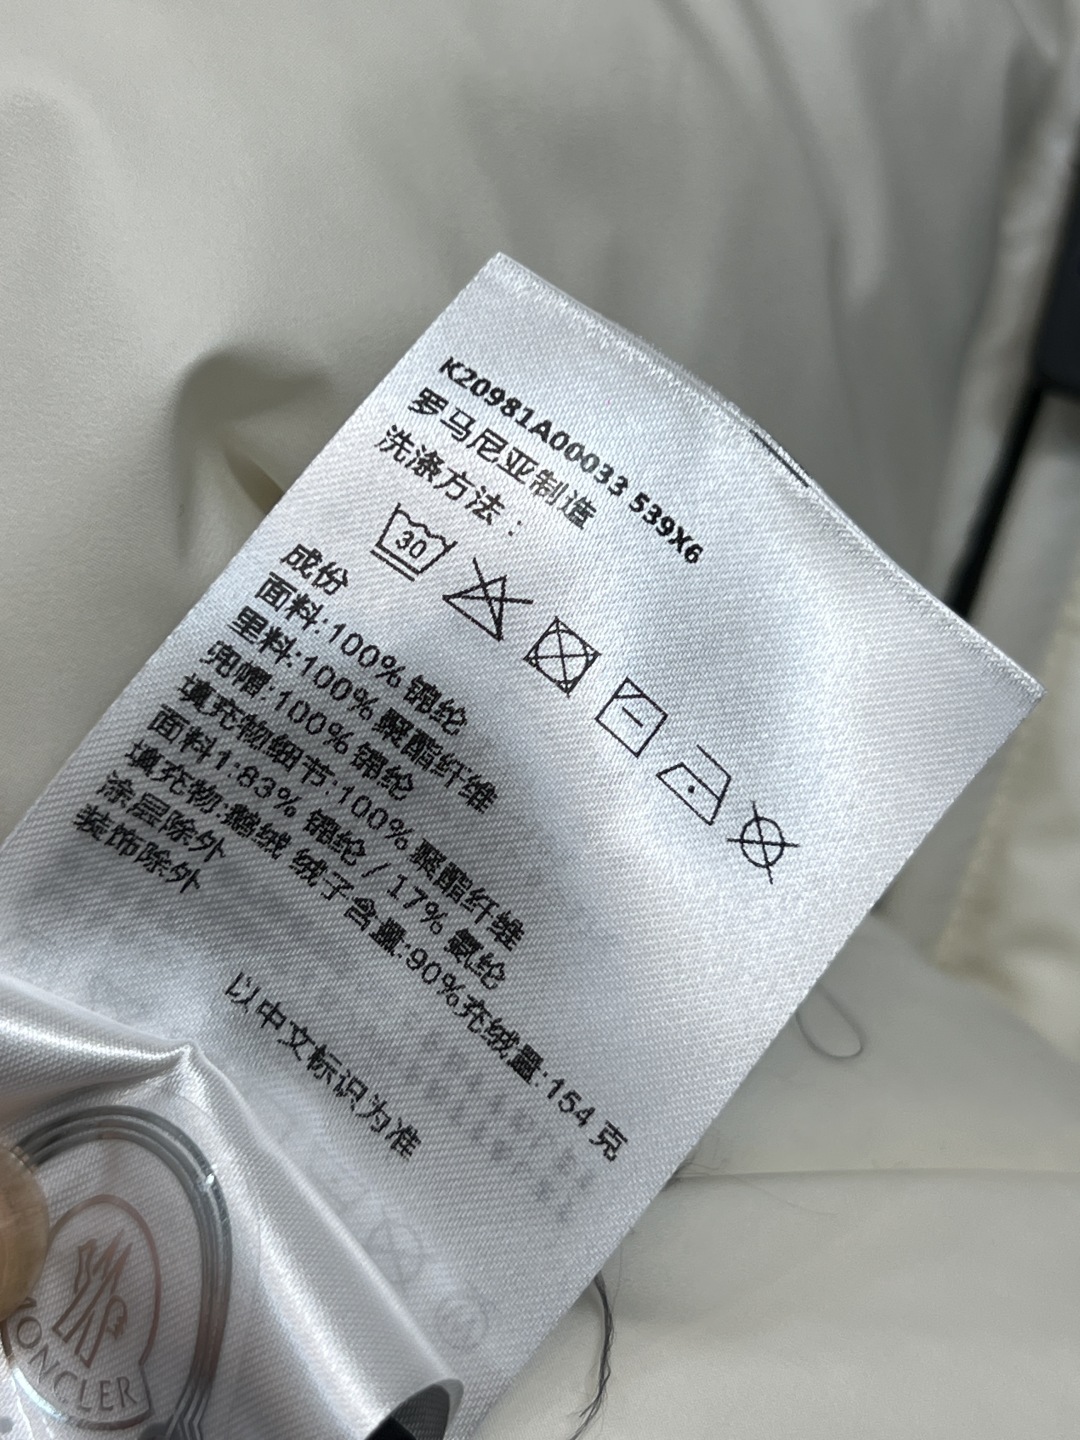 K20981A00033 539X6
罗马尼亚制造
洗涤方法：
30
成份
面料:100% 锦纶
里料:100% 聚酯纤维
兜帽:100% 锦纶
填充物细节:100% 聚酯纤维
面料1:83% 锦纶 / 17% 氨纶
填充物:鹅绒 绒子含量:90%充绒量:154 克
涂层除外
装饰除外
以中文标识为准
MONCLER